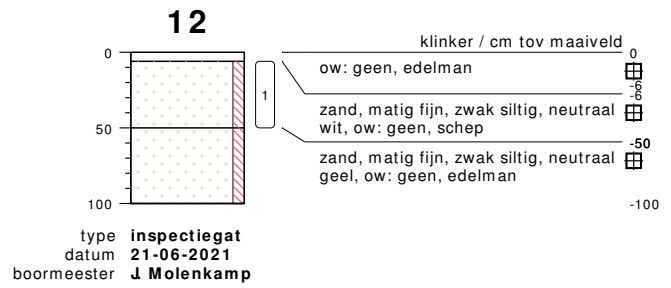 12
klinker / cm tov maaiveld
0
0
ow: geen, edelman
-6
-6
1
zand, matig fijn, zwak siltig, neutraal
wit, ow: geen, schep
50
-50
zand, matig fijn, zwak siltig, neutraal
geel, ow: geen, edelman
100
-100
type inspectiegat
datum 21-06-2021
boormeester J. Molenkamp